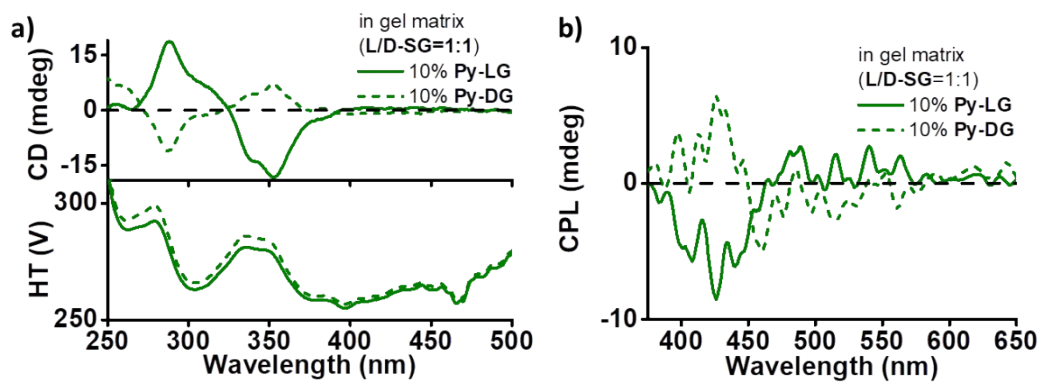 a)
in gel matrix
(L/D-SG=1:1)
10% Py-LG
10% Py-DG
CD (mdeg)
15
0
-15
HT (V)
300
250
250 300 350 400 450 500
Wavelength (nm)
b)
in gel matrix
(L/D-SG=1:1)
10% Py-LG
10% Py-DG
CPL (mdeg)
10
0
-10
400 450 500 550 600 650
Wavelength (nm)